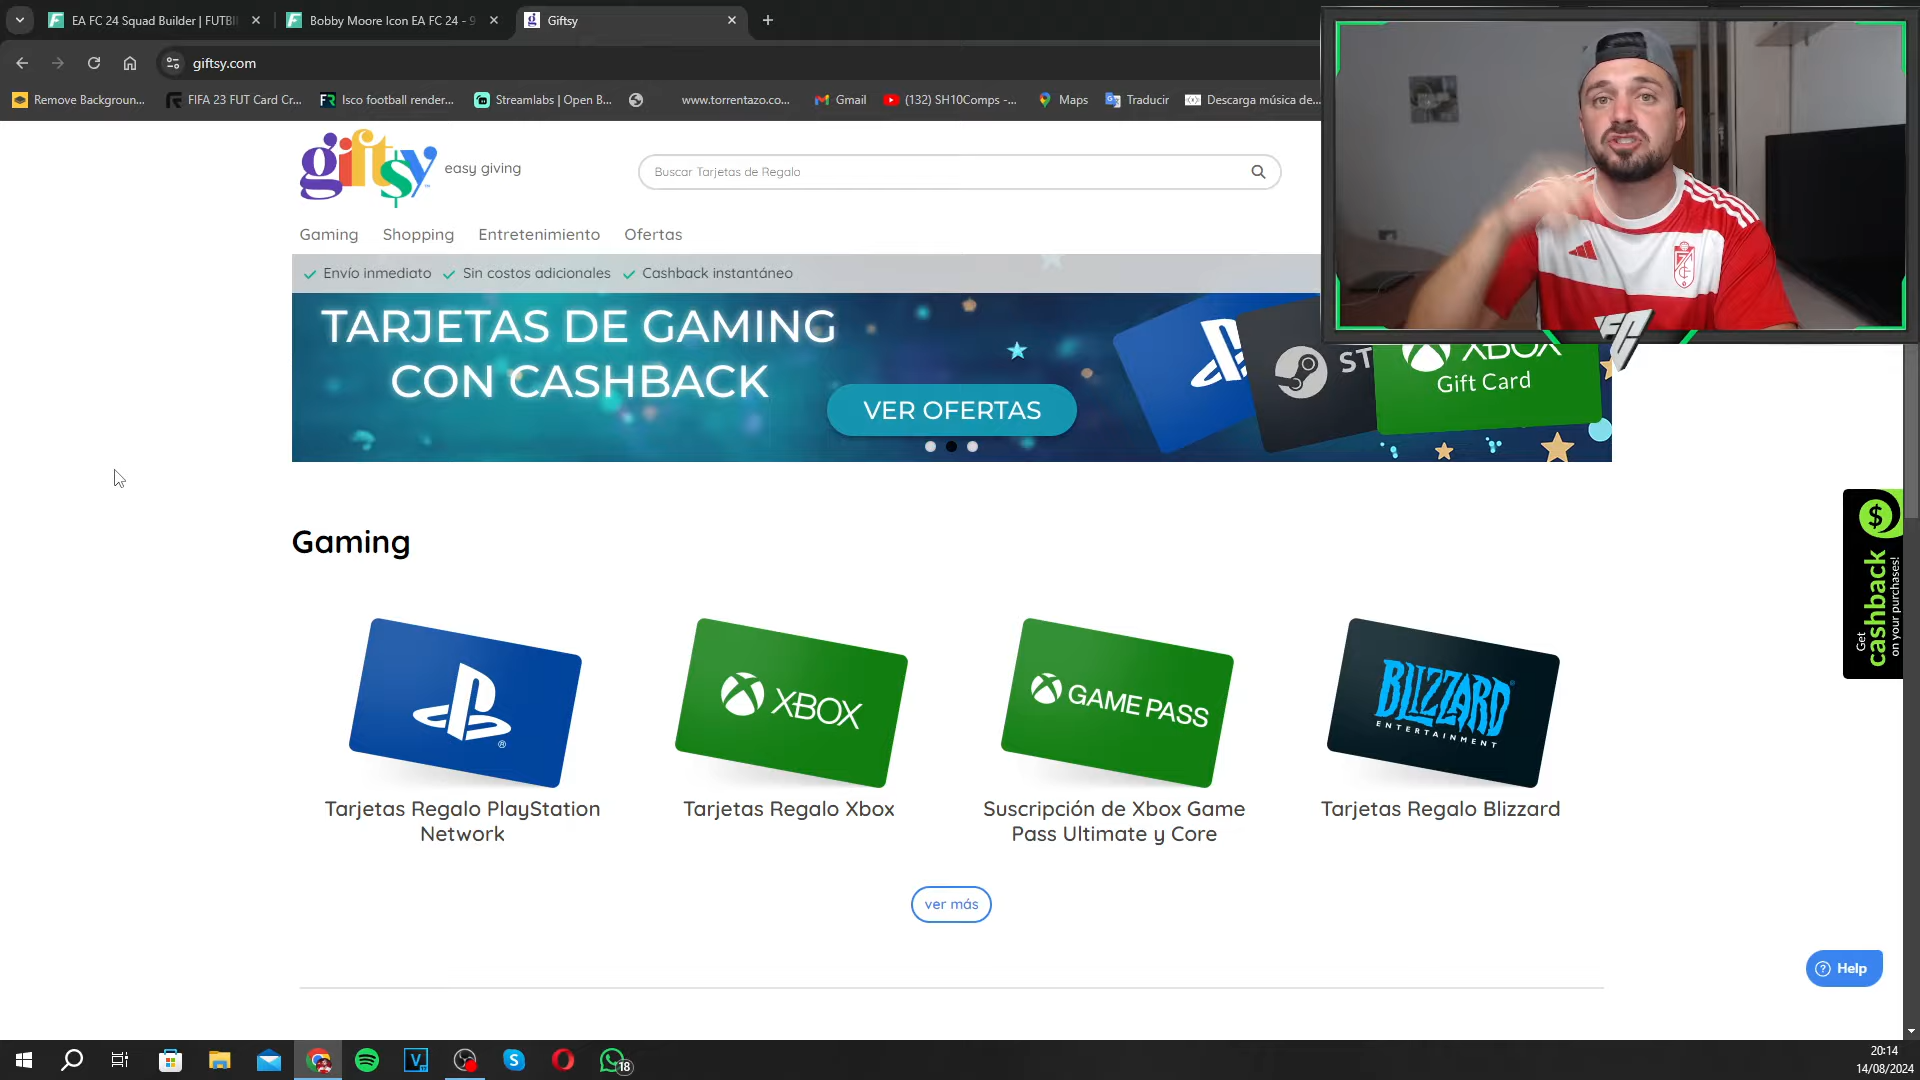 EA FC 24 Squad Builder | FUTBI
Bobby Moore Icon EA FC 24 - 9
Giftsy
giftsy.com
Remove Backgroun...
FIFA 23 FUT Card Cr...
Isco football render...
Streamlabs | Open B...
www.torrentazo.co...
Gmail
(132) SH10Comps -...
Maps
Traducir
Descarga música de...
giftsy
easy giving
Buscar Tarjetas de Regalo
Gaming
Shopping
Entretenimiento
Ofertas
Envío inmediato
Sin costos adicionales
Cashback instantáneo
TARJETAS DE GAMING
CON CASHBACK
VER OFERTAS
ST
XBOX
Gift Card
Get
cashback
on your purchases!
Gaming
XBOX
GAME PASS
BLIZZARD
ENTERTAINMENT
Tarjetas Regalo PlayStation
Network
Tarjetas Regalo Xbox
Suscripción de Xbox Game
Pass Ultimate y Core
Tarjetas Regalo Blizzard
ver más
Help
18
20:14
14/08/2024